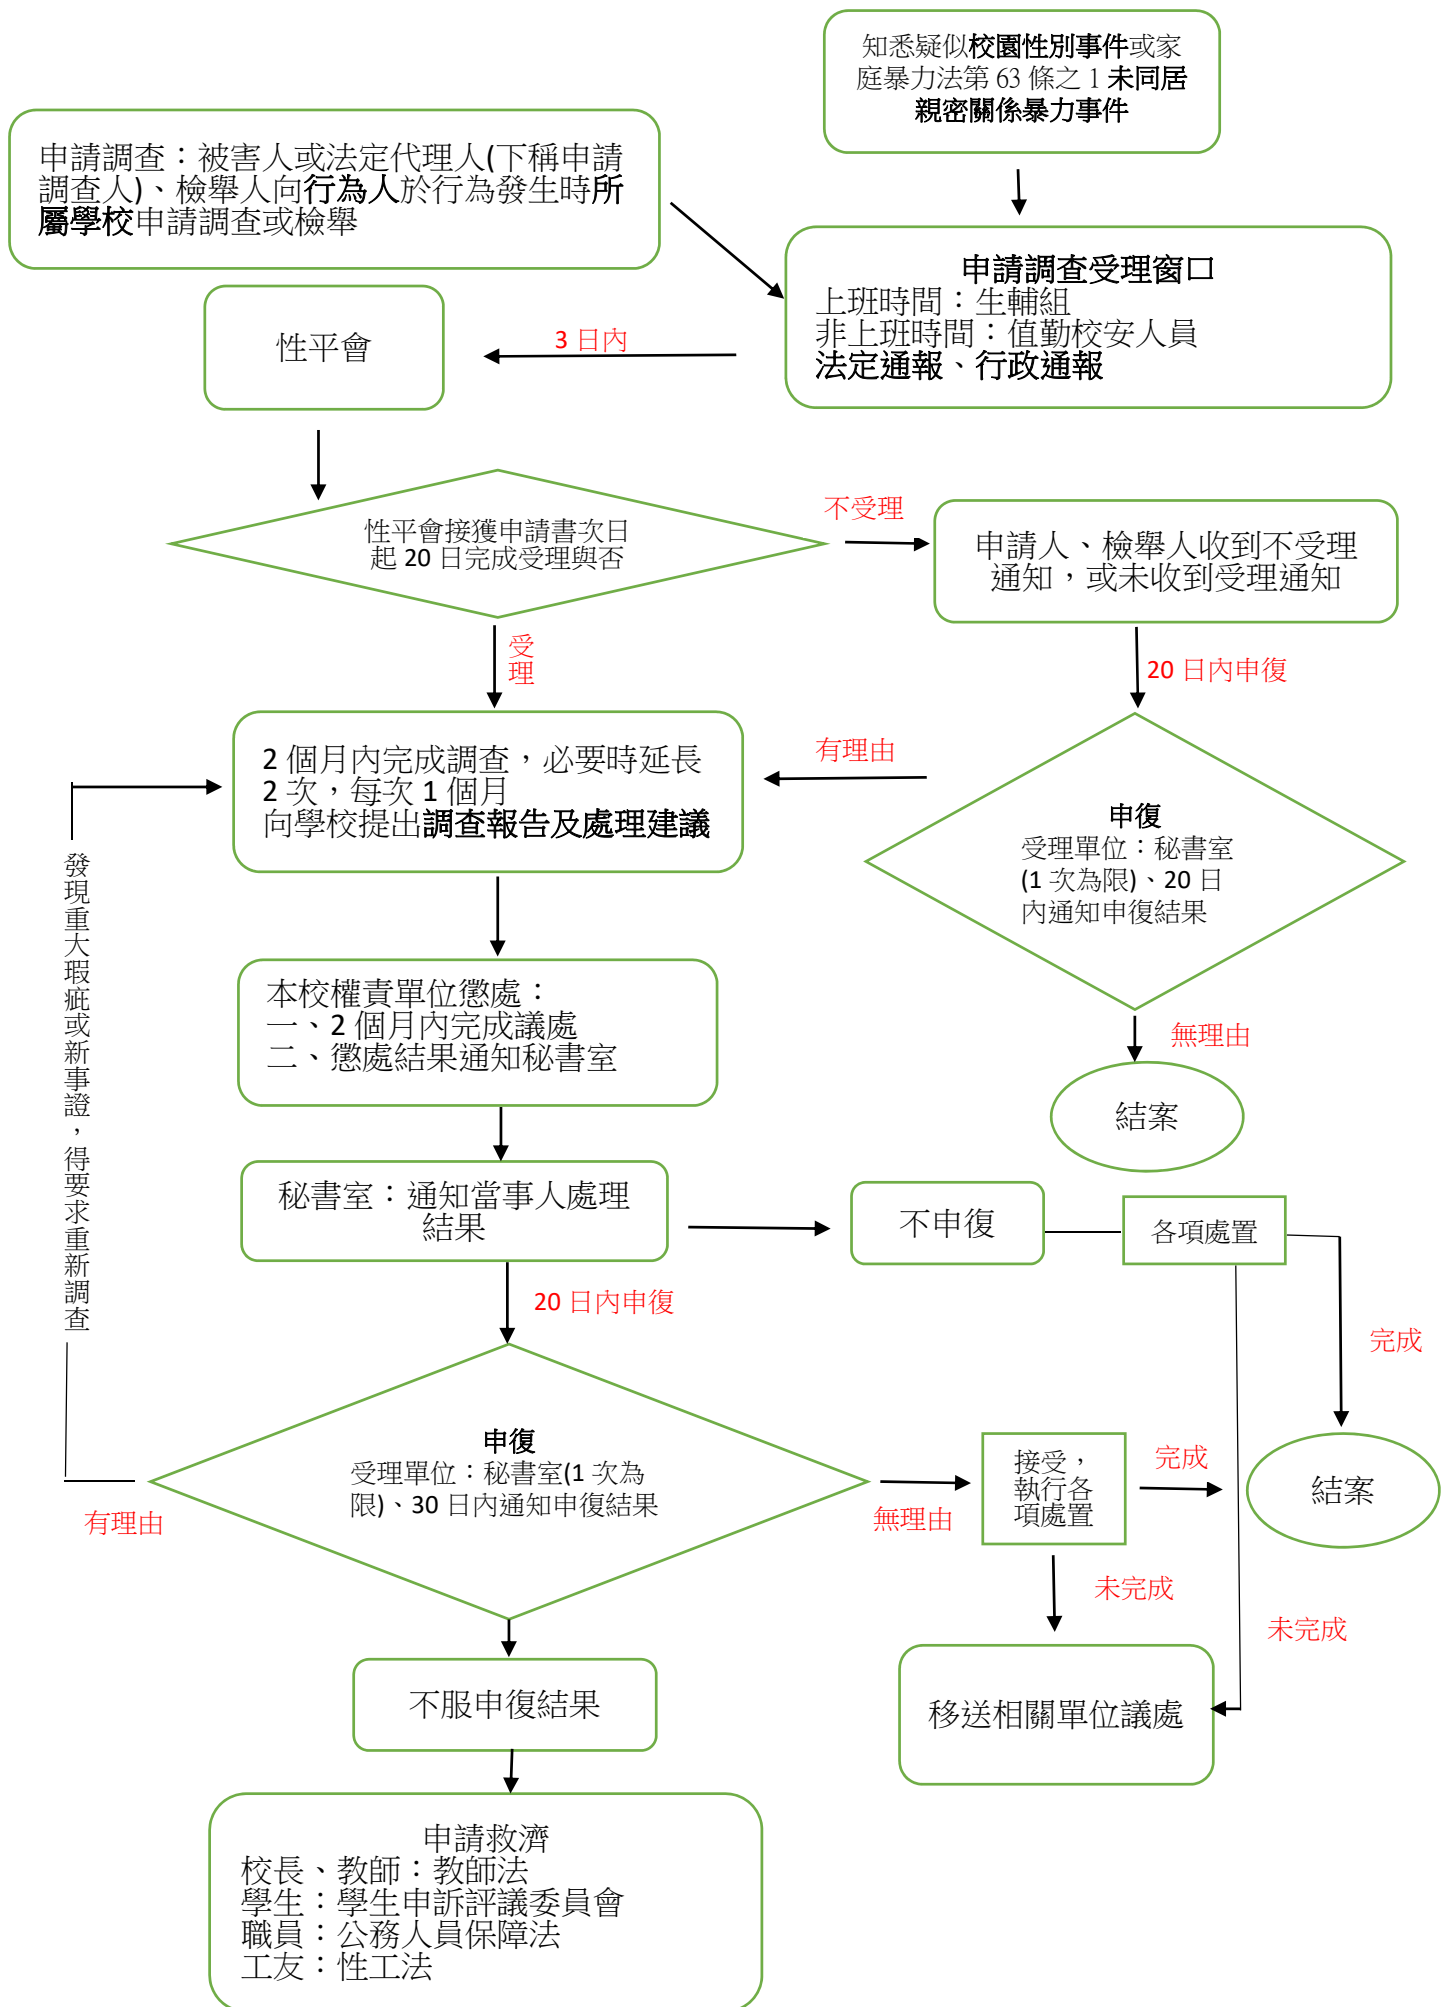 知悉疑似校園性別事件或家
庭暴力法第 63 條之 1 未同居
親密關係暴力事件
申請調查：被害人或法定代理人(下稱申請
調查人)、檢舉人向行為人於行為發生時所
屬學校申請調查或檢舉
申請調查受理窗口
上班時間：生輔組
非上班時間：值勤校安人員
法定通報、行政通報
3 日內
性平會
性平會接獲申請書次日
起 20 日完成受理與否
不受理
申請人、檢舉人收到不受理
通知，或未收到受理通知
受
理
20 日內申復
2 個月內完成調查，必要時延長
2 次，每次 1 個月
向學校提出調查報告及處理建議
有理由
申復
受理單位：秘書室
(1 次為限)、20 日
內通知申復結果
發現重大瑕疵或新事證，得要求重新調查
本校權責單位懲處：
一、2 個月內完成議處
二、懲處結果通知秘書室
無理由
結案
秘書室：通知當事人處理
結果
不申復
各項處置
20 日內申復
完成
申復
受理單位：秘書室(1 次為
限)、30 日內通知申復結果
有理由
無理由
接受，
執行各
項處置
完成
結案
未完成
未完成
不服申復結果
移送相關單位議處
申請救濟
校長、教師：教師法
學生：學生申訴評議委員會
職員：公務人員保障法
工友：性工法